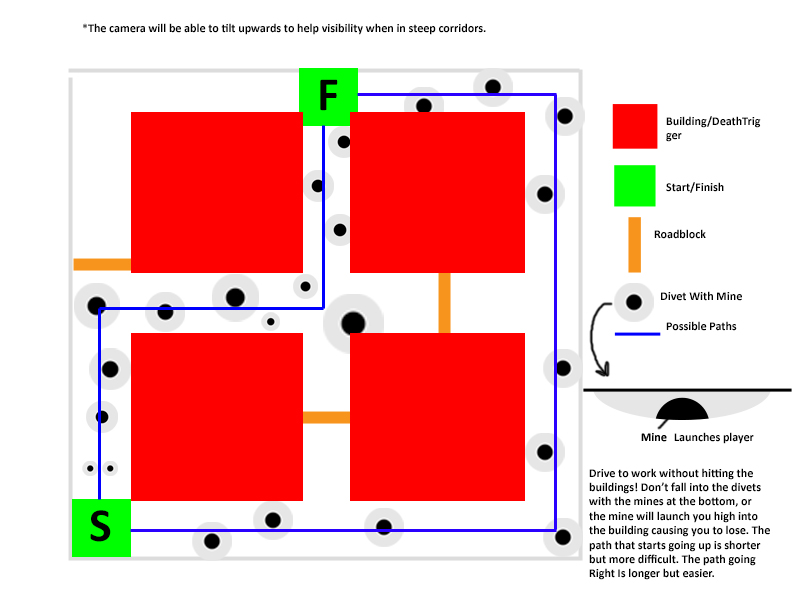 *The camera will be able to tilt upwards to help visibility when in steep corridors.
F
Building/DeathTrig
ger
Start/Finish
Roadblock
Divet With Mine
Possible Paths
Mine Launches player
S
Drive to work without hitting the
buildings! Don't fall into the divets
with the mines at the bottom, or
the mine will launch you high into
the building causing you to lose. The
path that starts going up is shorter
but more difficult. The path going
Right Is longer but easier.